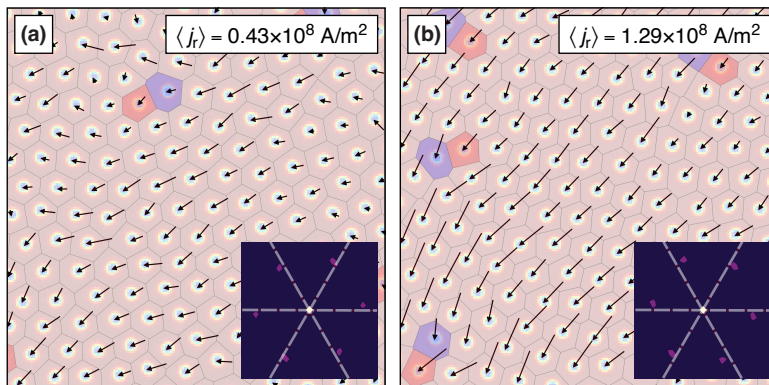 (a)
⟨ jᵣ⟩ = 0.43×10⁸ A/m²
(b)
⟨ jᵣ⟩ = 1.29×10⁸ A/m²